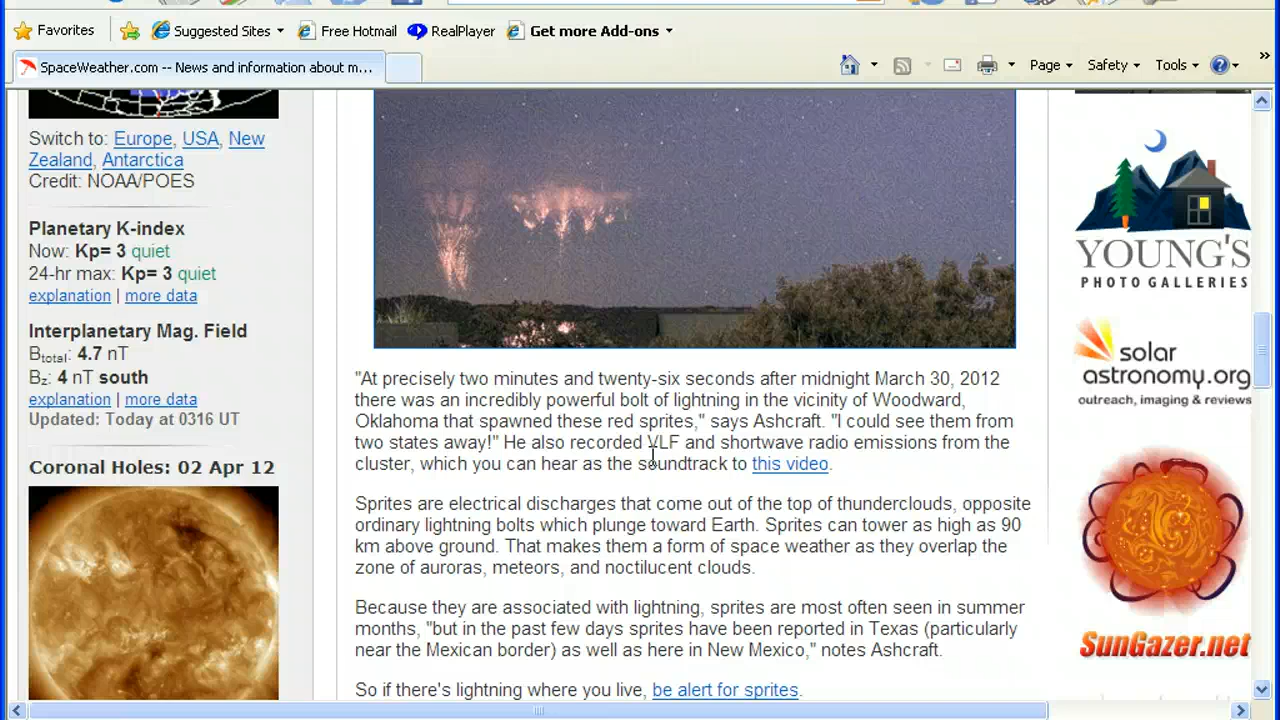 Favorites
Suggested Sites
Free Hotmail
RealPlayer
Get more Add-ons
SpaceWeather.com -- News and information about m...
Page
Safety
Tools
Switch to: Europe, USA, New
Zealand, Antarctica
Credit: NOAA/POES
Planetary K-index
Now: Kp= 3 quiet
24-hr max: Kp= 3 quiet
explanation | more data
Interplanetary Mag. Field
Btotal: 4.7 nT
Bz: 4 nT south
explanation | more data
Updated: Today at 0316 UT
Coronal Holes: 02 Apr 12
"At precisely two minutes and twenty-six seconds after midnight March 30, 2012
there was an incredibly powerful bolt of lightning in the vicinity of Woodward,
Oklahoma that spawned these red sprites," says Ashcraft. "I could see them from
two states away!" He also recorded VLF and shortwave radio emissions from the
cluster, which you can hear as the soundtrack to this video.
Sprites are electrical discharges that come out of the top of thunderclouds, opposite
ordinary lightning bolts which plunge toward Earth. Sprites can tower as high as 90
km above ground. That makes them a form of space weather as they overlap the
zone of auroras, meteors, and noctilucent clouds.
Because they are associated with lightning, sprites are most often seen in summer
months, "but in the past few days sprites have been reported in Texas (particularly
near the Mexican border) as well as here in New Mexico," notes Ashcraft.
So if there's lightning where you live, be alert for sprites.
YOUNG'S
PHOTO GALLERIES
solar
astronomy.org
outreach, imaging & reviews
SunGazer.net